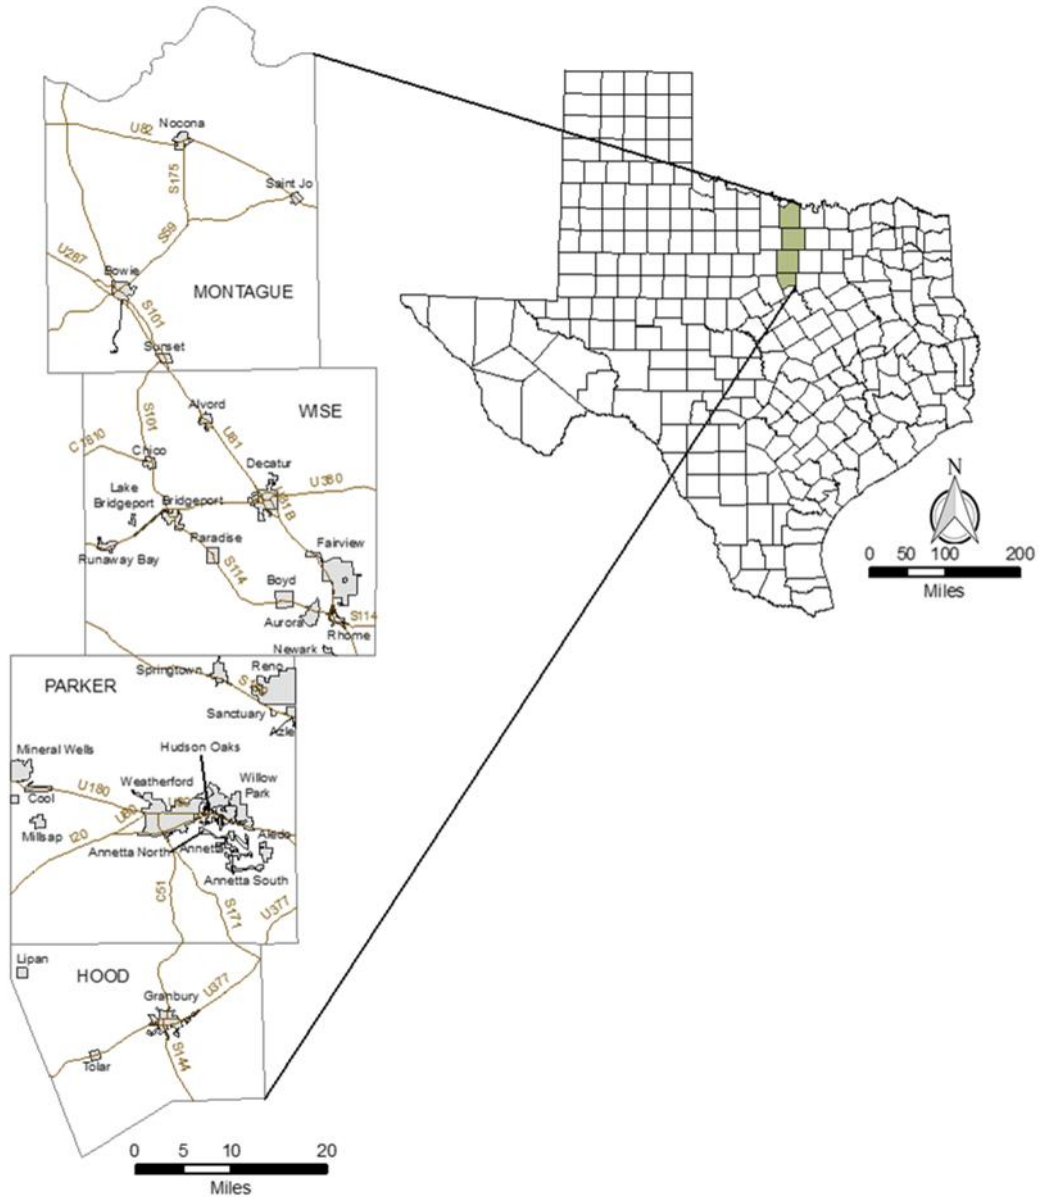 U82
Nocona
S175
Saint Jo
S59
U287
Bowie
MONTAGUE
S101
Sunset
Alvord
WISE
S101
U81
C1810
Chico
Decatur
U380
Lake
Bridgeport
Bridgeport
U81B
Paradise
Fairview
Runaway Bay
S114
Boyd
Aurora
S114
Rhome
Newark
Springtown
Reno
PARKER
Sanctuary
Azle
Mineral Wells
Hudson Oaks
U180
Weatherford
Willow
Park
Cool
U80
Millsap
I20
Aledo
Annetta North
Annetta
Annetta South
C51
S171
U377
Lipan
HOOD
Granbury
U377
Tolar
S144
0 5 10 20
Miles
N
0 50 100 200
Miles